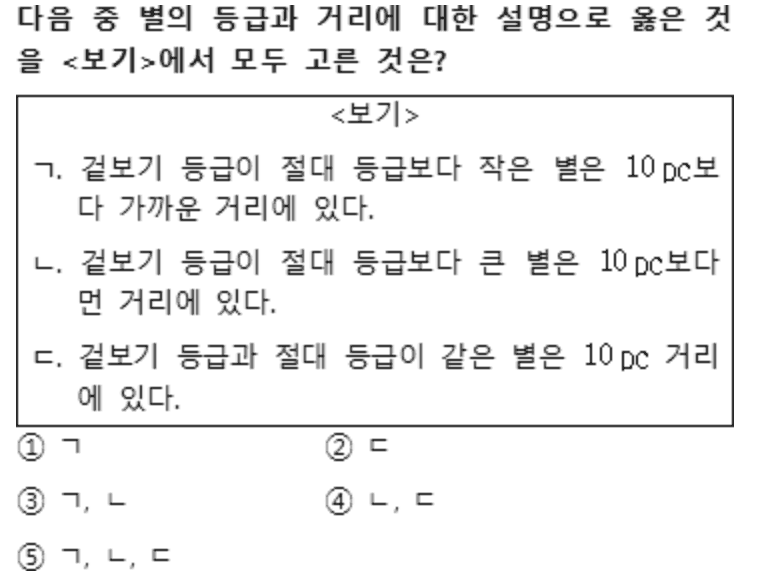 다음 중 별의 등급과 거리에 대한 설명으로 옳은 것
을 <보기>에서 모두 고른 것은?
<보기>
ㄱ. 겉보기 등급이 절대 등급보다 작은 별은 10pc보
다 가까운 거리에 있다.
ㄴ. 겉보기 등급이 절대 등급보다 큰 별은 10pc보다
먼 거리에 있다.
ㄷ. 겉보기 등급과 절대 등급이 같은 별은 10pc 거리
에 있다.
① ㄱ ② ㄷ
③ ㄱ, ㄴ ④ ㄴ, ㄷ
⑤ ㄱ, ㄴ, ㄷ